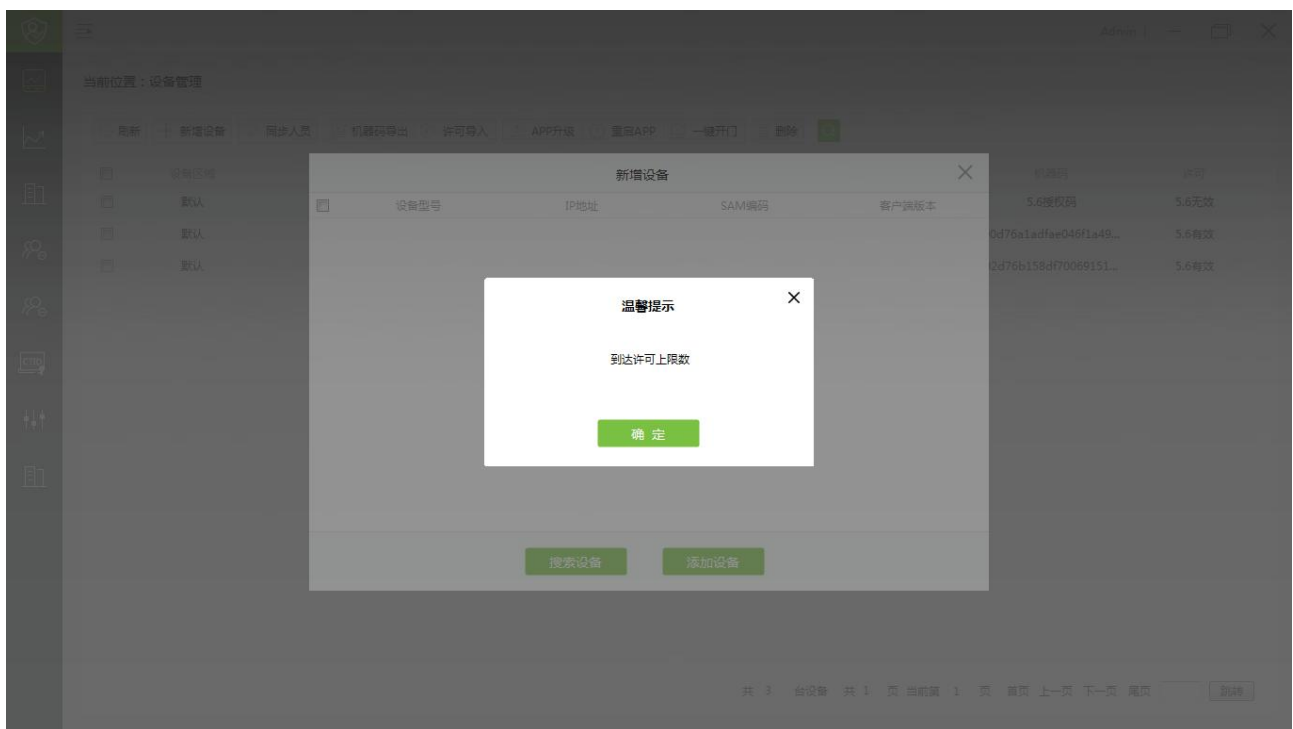 Admin
当前位置：设备管理
刷新 新增设备 同步人员 机器码导出 许可导入 APP升级 重启APP 一键开门 删除
设备区域 机器码 许可
默认 5.6授权码 5.6无效
默认 0d76a1adfae046f1a49... 5.6有效
默认 02d76b158df70069151... 5.6有效
新增设备
设备型号 IP地址 SAM编码 客户端版本
温馨提示
到达许可上限数
确 定
搜索设备 添加设备
CTID
共 3 台设备 共 1 页 当前第 1 页 首页 上一页 下一页 尾页 跳转